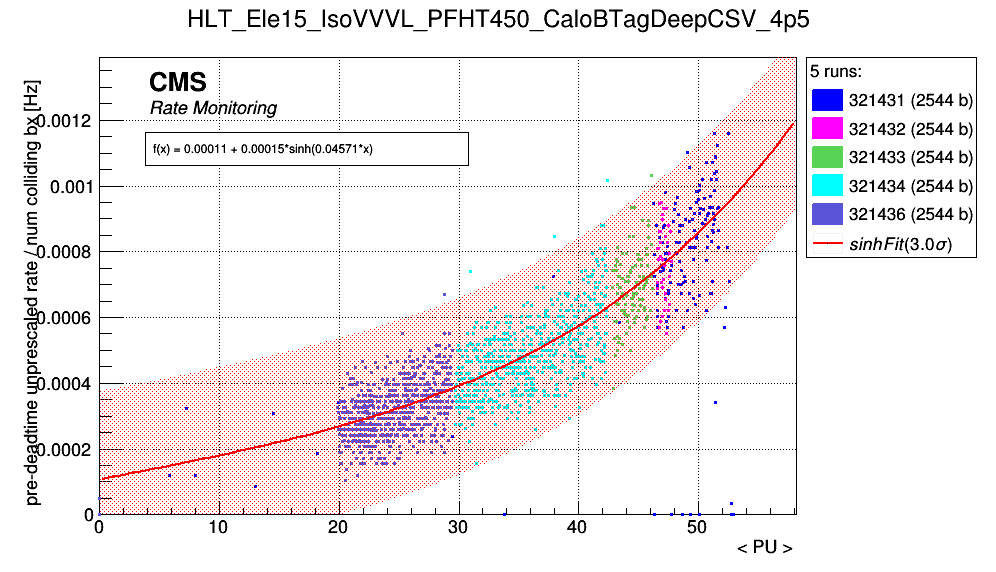 HLT_Ele15_IsoVVVL_PFHT450_CaloBTagDeepCSV_4p5
pre-deadtime unprescaled rate / num colliding bx [Hz]
CMS
Rate Monitoring
f(x) = 0.00011 + 0.00015*sinh(0.04571*x)
0.0012
0.001
0.0008
0.0006
0.0004
0.0002
0
0 10 20 30 40 50
< PU >
5 runs:
321431 (2544 b)
321432 (2544 b)
321433 (2544 b)
321434 (2544 b)
321436 (2544 b)
sinhFit(3.0σ)